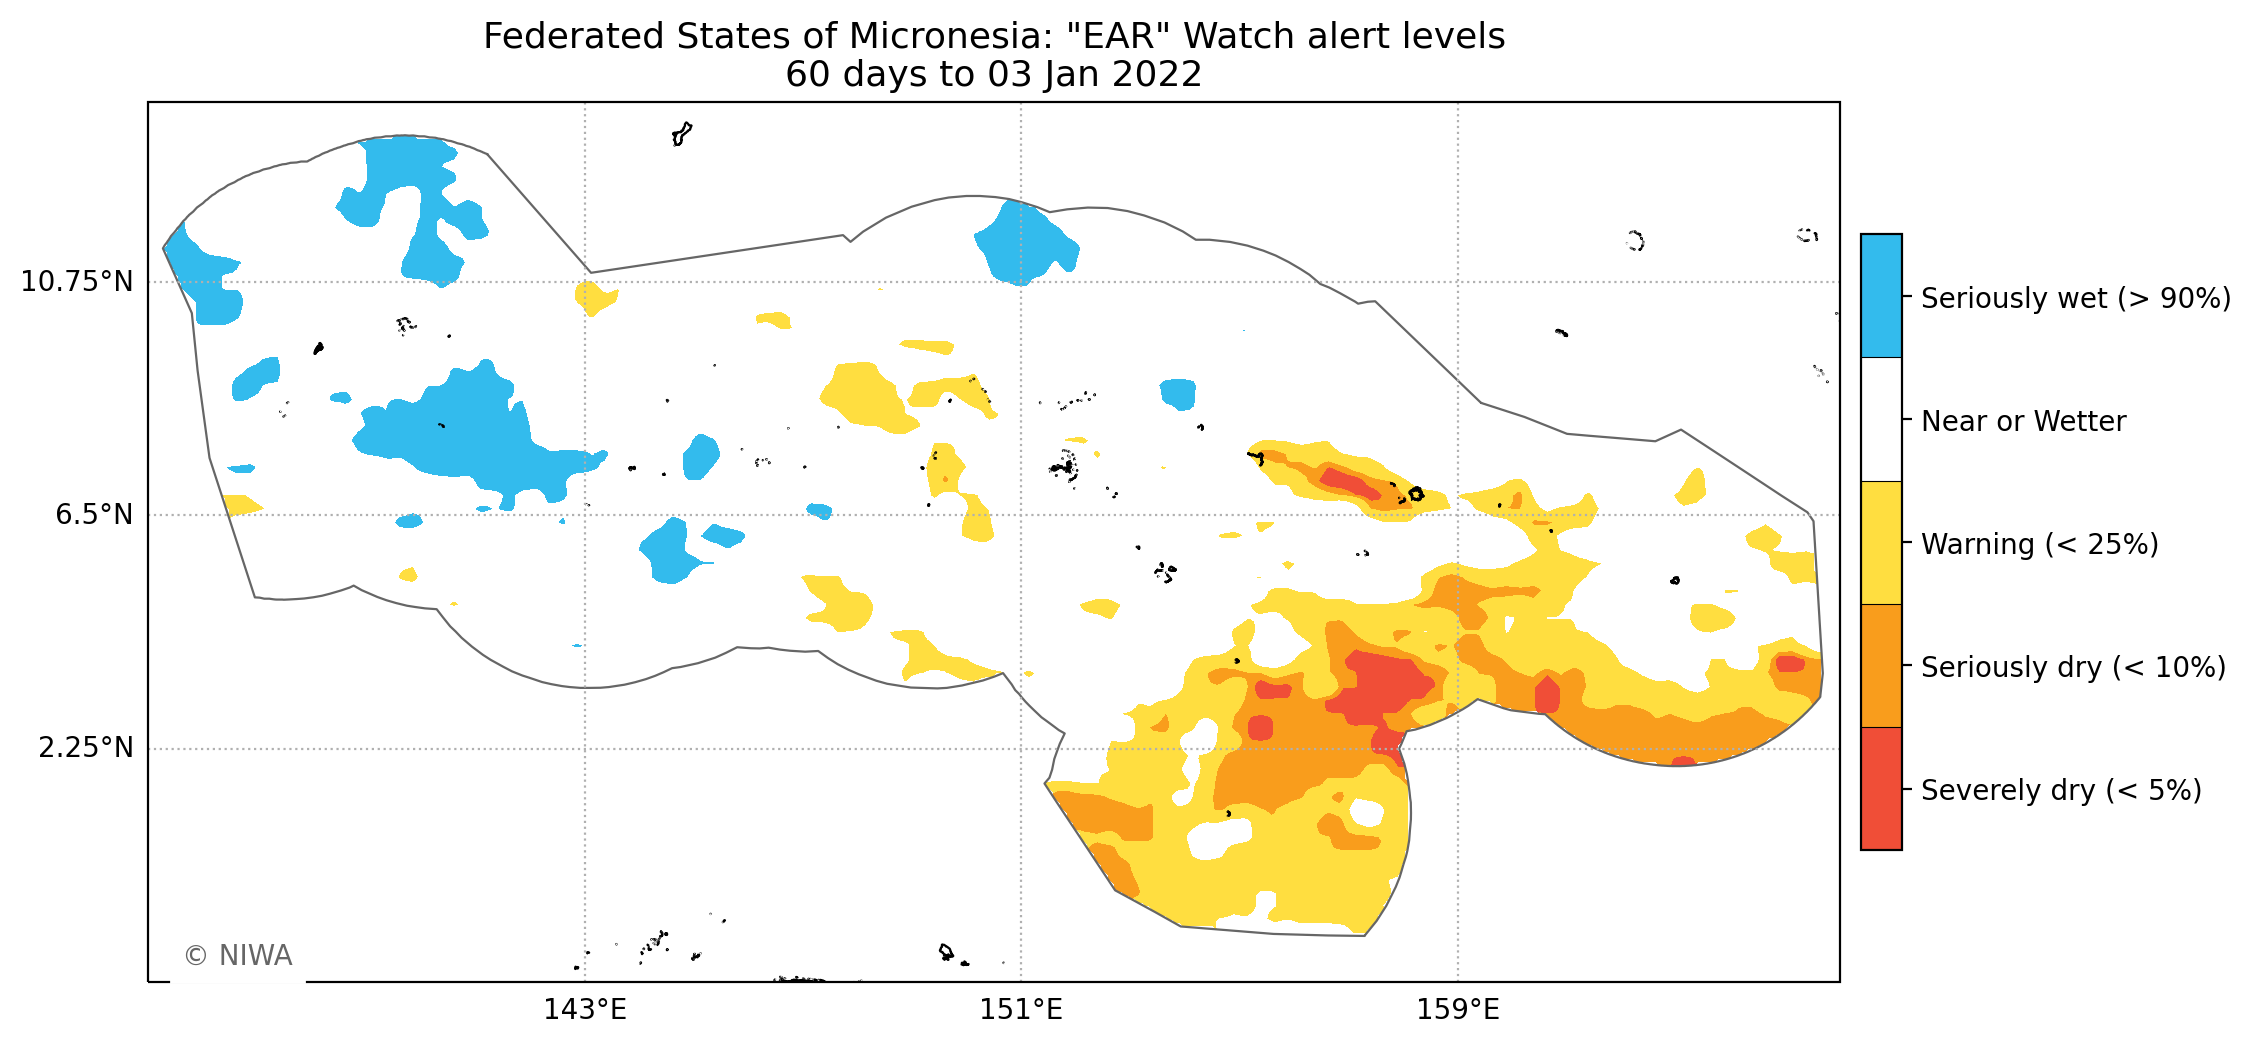 Federated States of Micronesia: "EAR" Watch alert levels
60 days to 03 Jan 2022
10.75°N
6.5°N
2.25°N
143°E
151°E
159°E
© NIWA
Seriously wet (> 90%)
Near or Wetter
Warning (< 25%)
Seriously dry (< 10%)
Severely dry (< 5%)